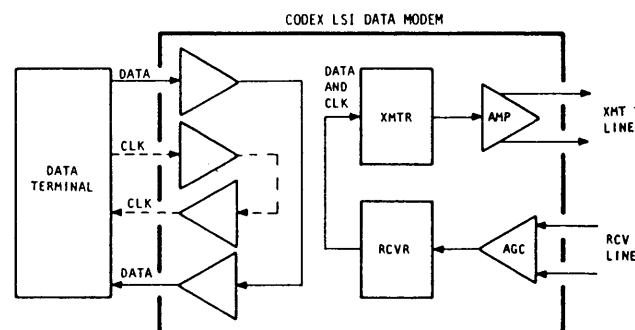 CODEX LSI DATA MODEM
DATA
CLK
CLK
DATA
DATA
TERMINAL
DATA
AND
CLK
XMTR
AMP
XMT
LINE
RCVR
AGC
RCV
LINE